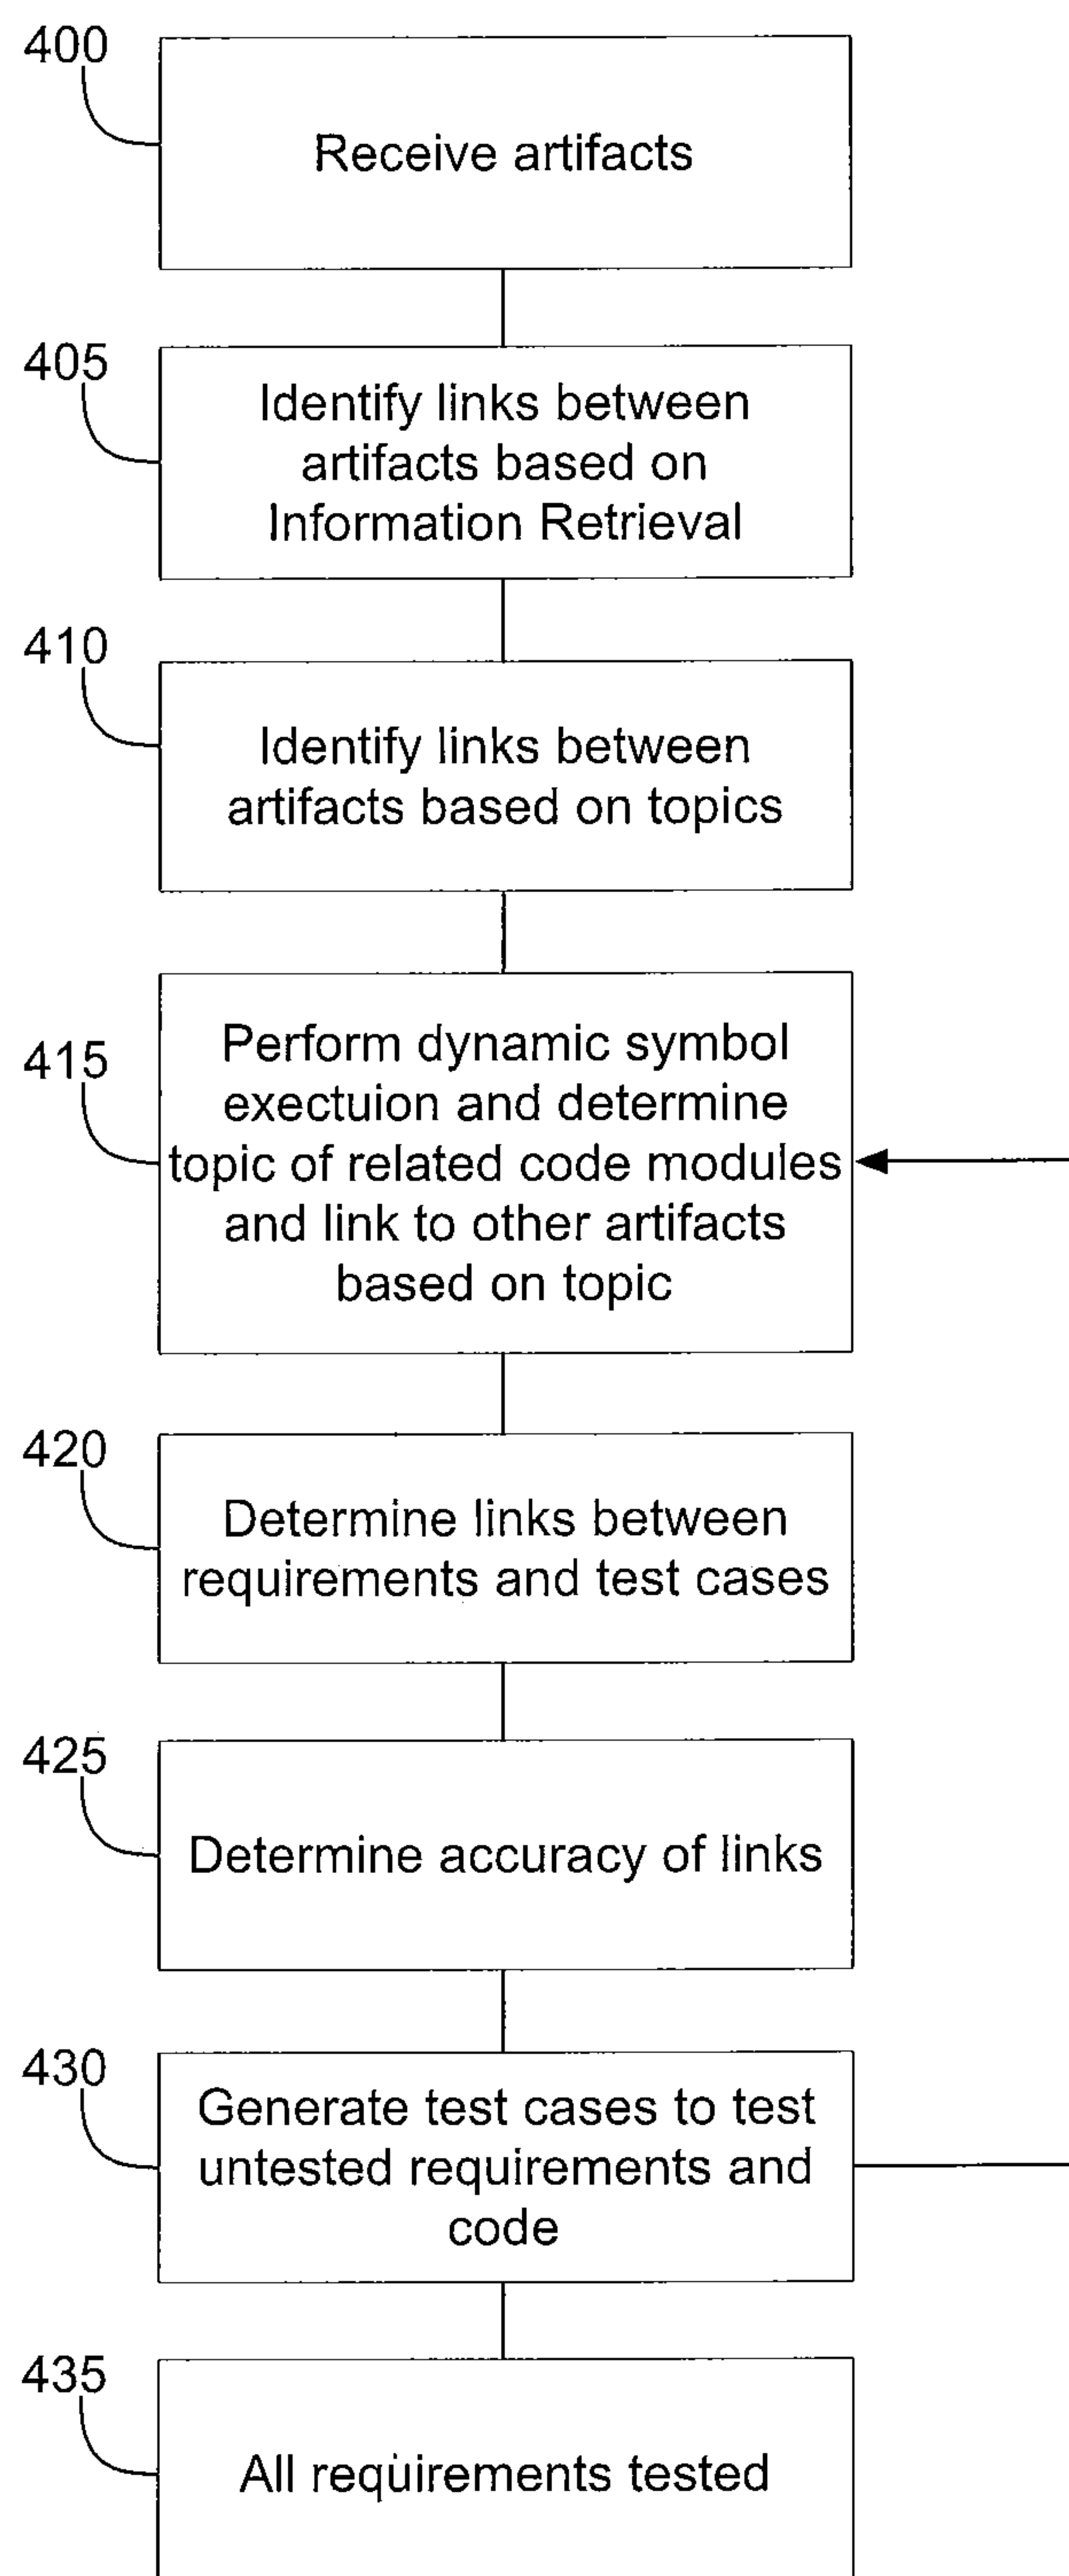 400
Receive artifacts
405
Identify links between
artifacts based on
Information Retrieval
410
Identify links between
artifacts based on topics
415
Perform dynamic symbol
exectuion and determine
topic of related code modules
and link to other artifacts
based on topic
420
Determine links between
requirements and test cases
425
Determine accuracy of links
430
Generate test cases to test
untested requirements and
code
435
All requirements tested